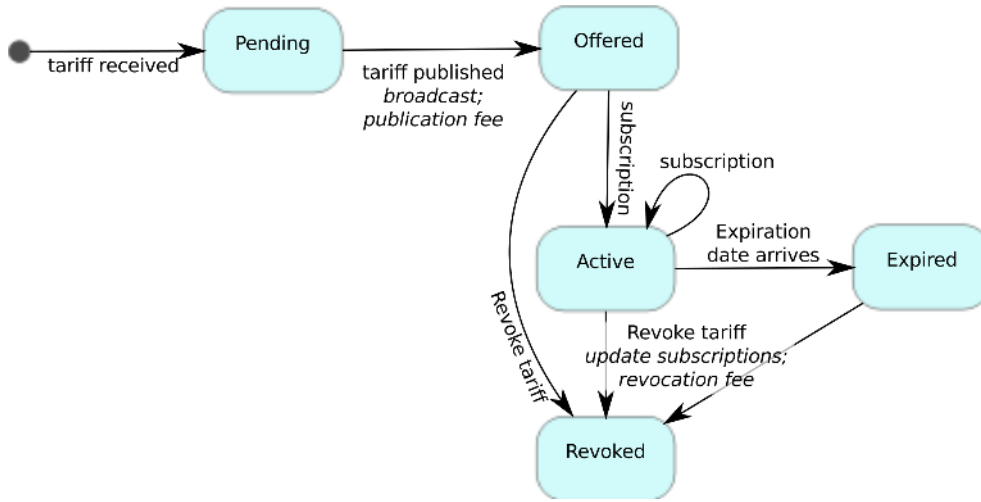 Pending
Offered
tariff received
tariff published
broadcast;
publication fee
subscription
subscription
Active
Expiration
date arrives
Expired
Revoke tariff
Revoke tariff
update subscriptions;
revocation fee
Revoked